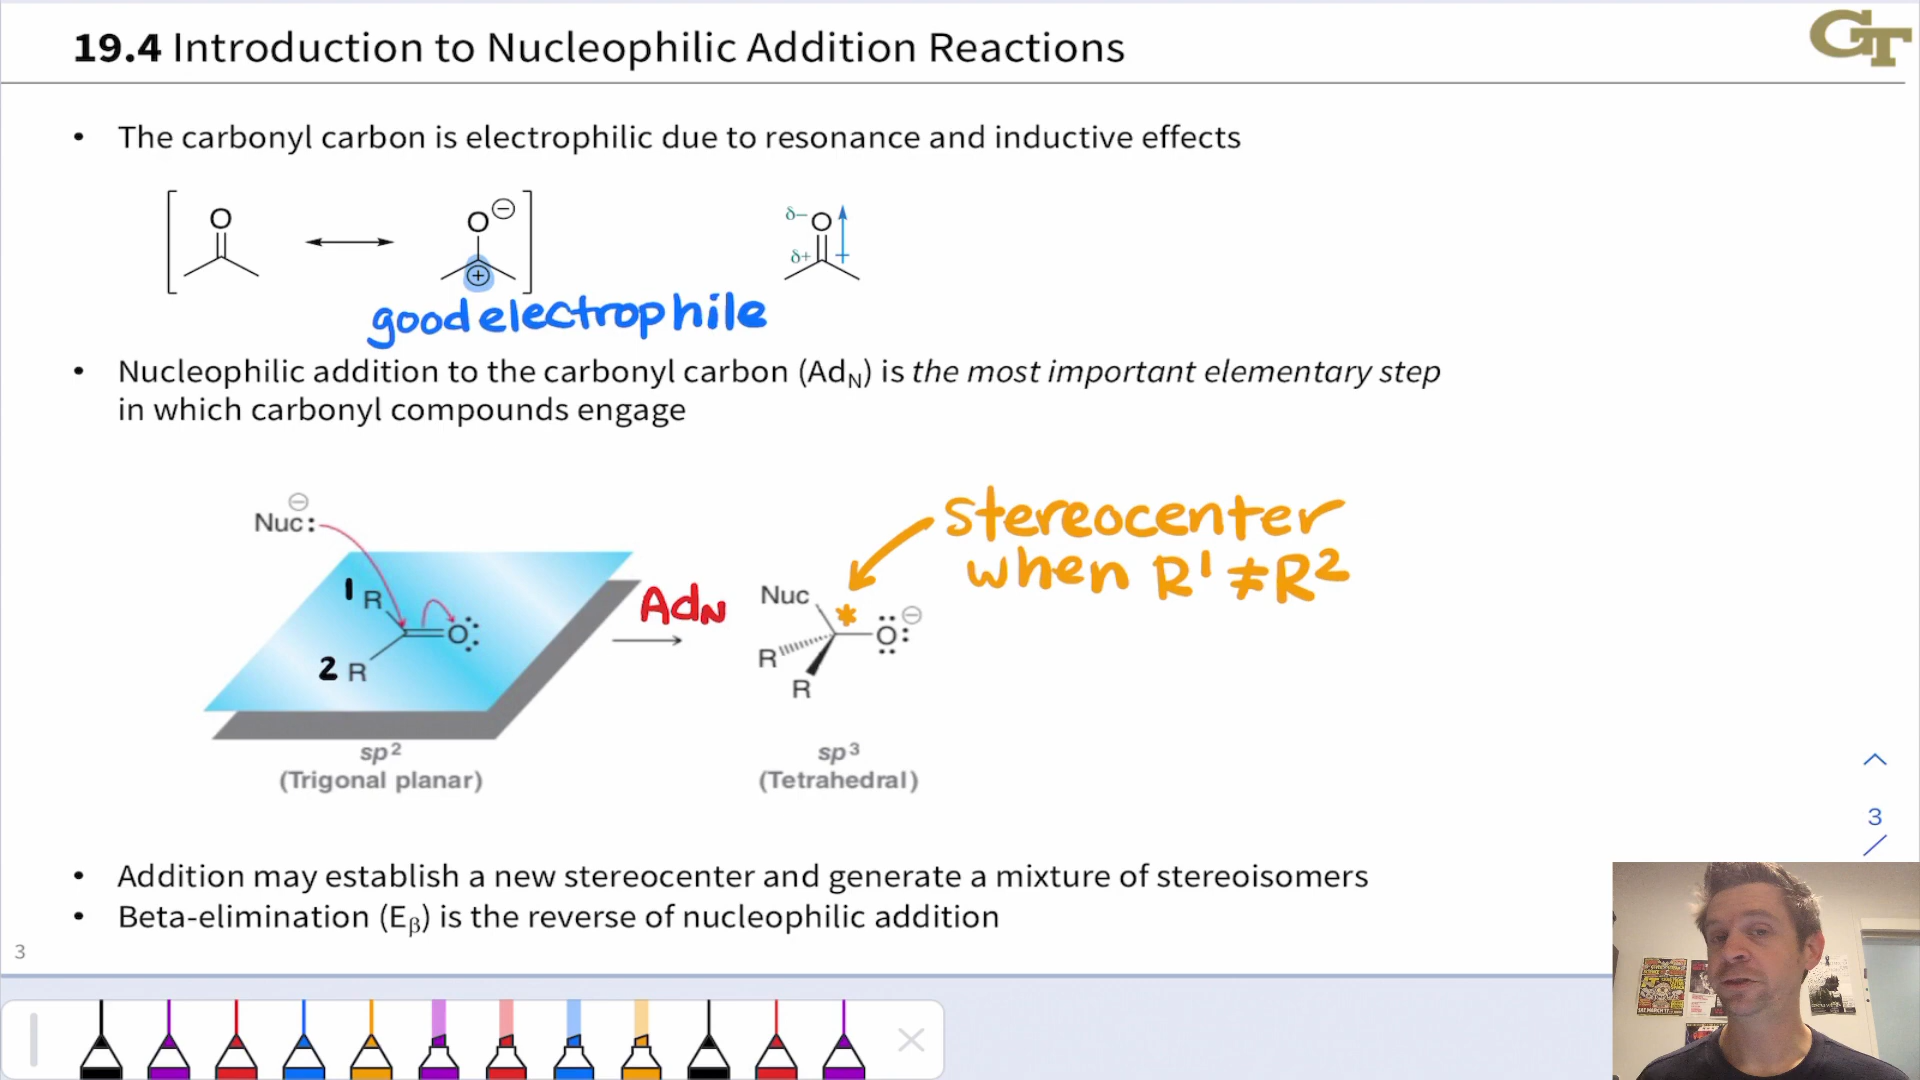 19.4 Introduction to Nucleophilic Addition Reactions
GT
• The carbonyl carbon is electrophilic due to resonance and inductive effects
O
O ⊖
⊕
δ– O
δ+
good electrophile
• Nucleophilic addition to the carbonyl carbon (AdN) is the most important elementary step
in which carbonyl compounds engage
⊖
Nuc:
1 R
O
2 R
sp2
(Trigonal planar)
AdN
stereocenter
when R1 ≠ R2
Nuc
*
O ⊖
R
R
sp3
(Tetrahedral)
• Addition may establish a new stereocenter and generate a mixture of stereoisomers
• Beta-elimination (Eβ) is the reverse of nucleophilic addition
3
3
/